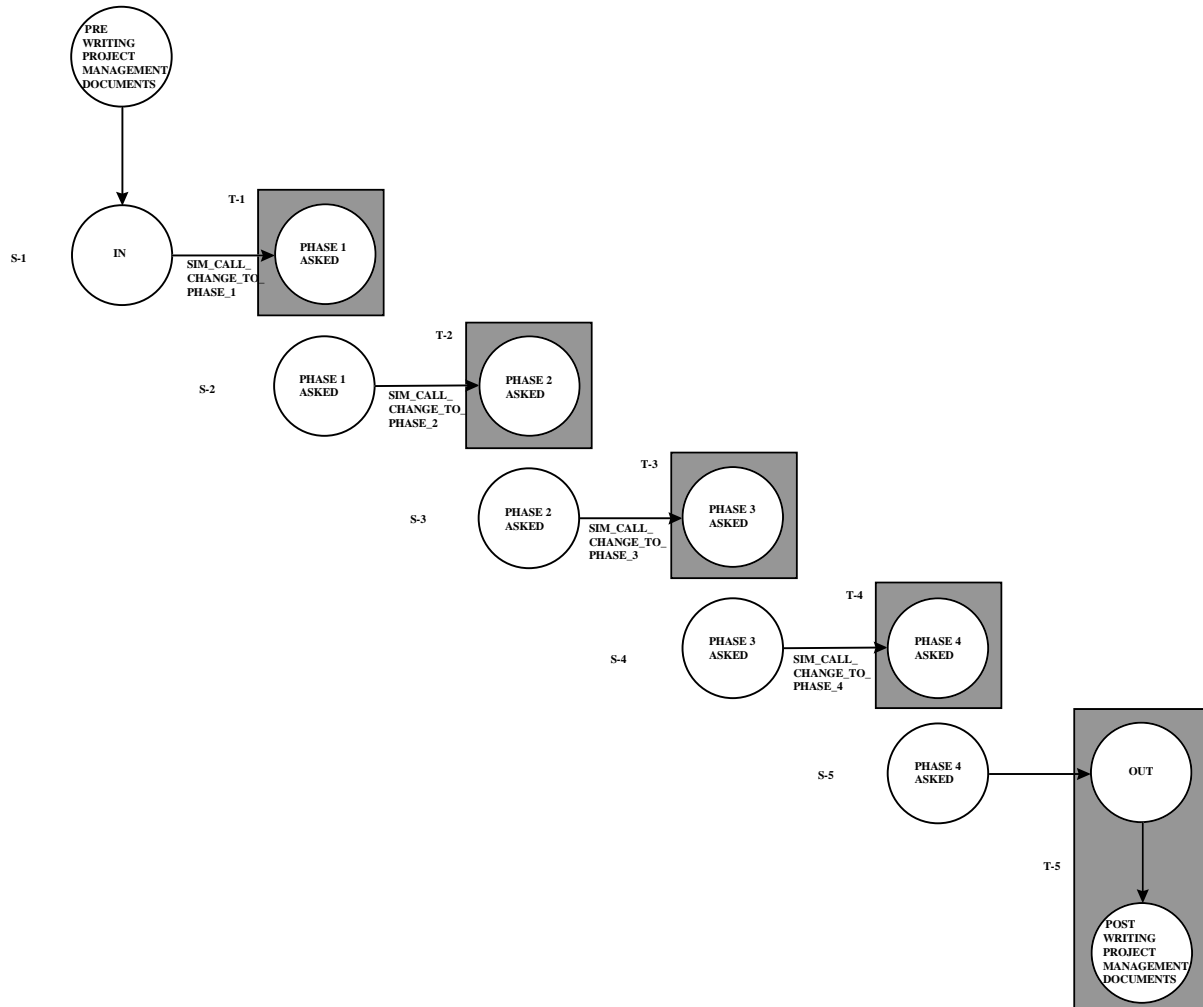 PRE
WRITING
PROJECT
MANAGEMENT
DOCUMENTS
T-1
S-1
IN
PHASE 1
ASKED
SIM_CALL_
CHANGE_TO_
PHASE_1
T-2
S-2
PHASE 1
ASKED
PHASE 2
ASKED
SIM_CALL_
CHANGE_TO_
PHASE_2
T-3
S-3
PHASE 2
ASKED
PHASE 3
ASKED
SIM_CALL_
CHANGE_TO_
PHASE_3
T-4
S-4
PHASE 3
ASKED
PHASE 4
ASKED
SIM_CALL_
CHANGE_TO_
PHASE_4
S-5
PHASE 4
ASKED
OUT
T-5
POST
WRITING
PROJECT
MANAGEMENT
DOCUMENTS